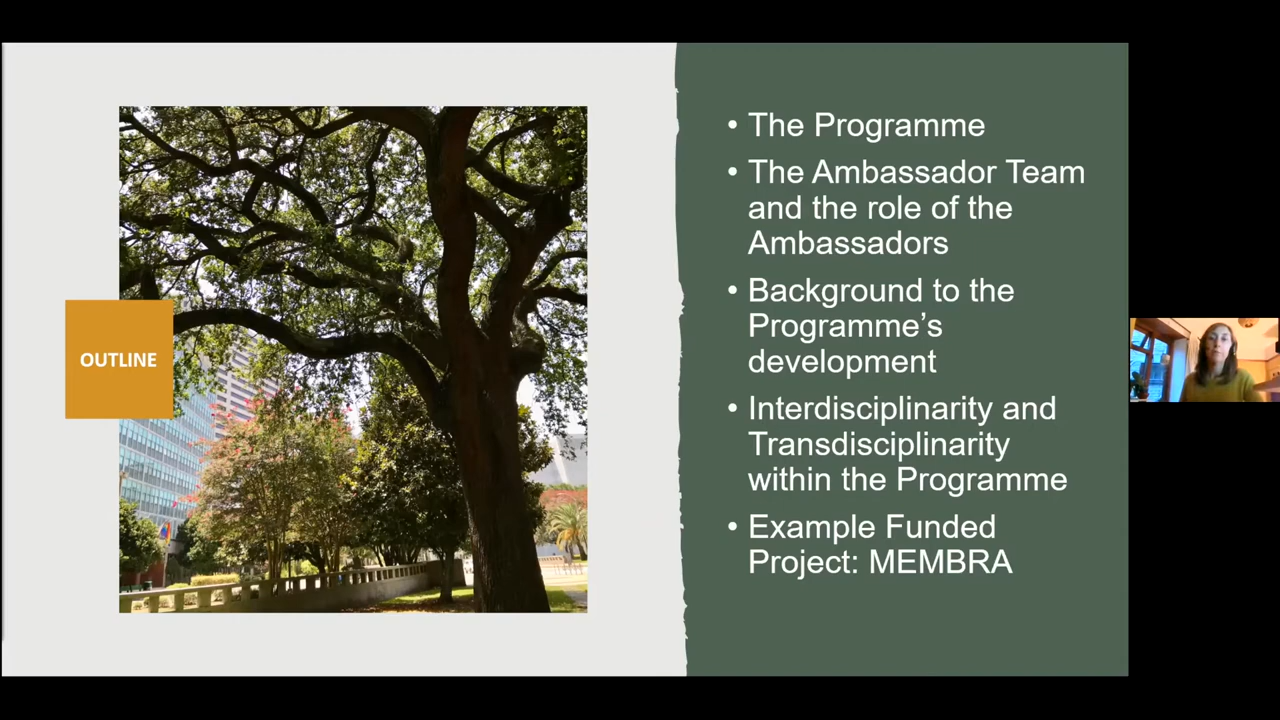 OUTLINE
• The Programme
• The Ambassador Team
and the role of the
Ambassadors
• Background to the
Programme’s
development
• Interdisciplinarity and
Transdisciplinarity
within the Programme
• Example Funded
Project: MEMBRA